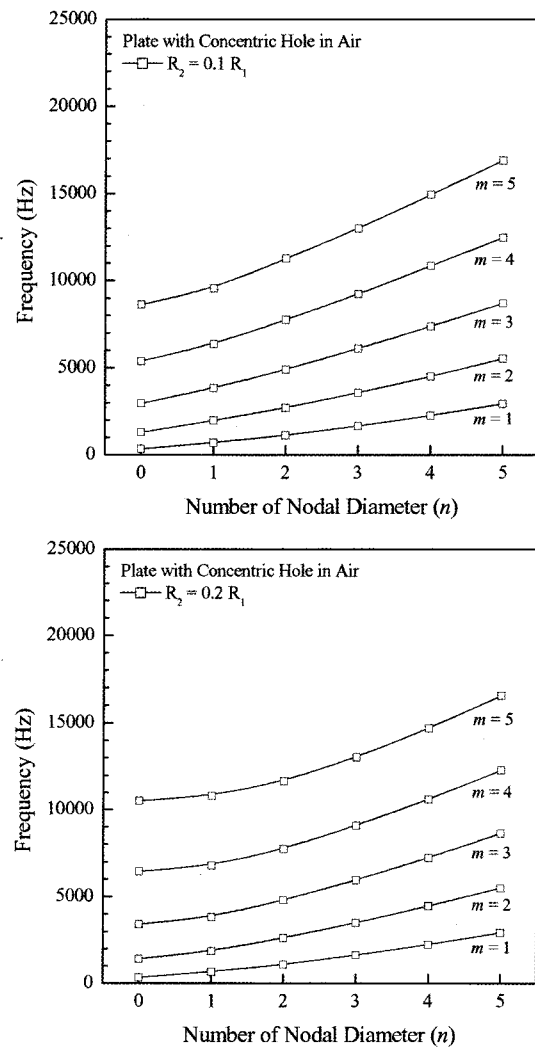 25000
20000
15000
10000
5000
0
Frequency (Hz)
Plate with Concentric Hole in Air
R₂ = 0.1 R₁
m = 5
m = 4
m = 3
m = 2
m = 1
0 1 2 3 4 5
Number of Nodal Diameter (n)
25000
20000
15000
10000
5000
0
Frequency (Hz)
Plate with Concentric Hole in Air
R₂ = 0.2 R₁
m = 5
m = 4
m = 3
m = 2
m = 1
0 1 2 3 4 5
Number of Nodal Diameter (n)